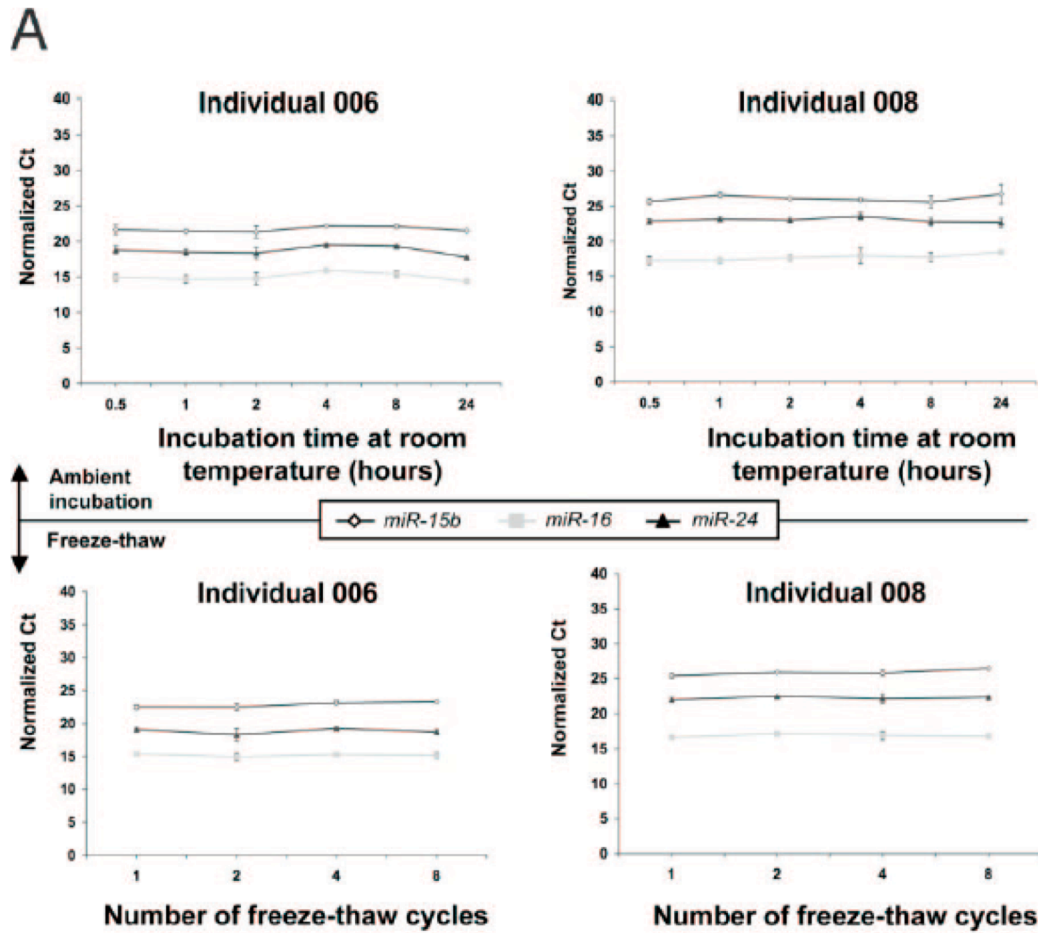 A
Individual 006
Normalized Ct
40
35
30
25
20
15
10
5
0
0.5 1 2 4 8 24
Incubation time at room
temperature (hours)
Individual 008
Normalized Ct
40
35
30
25
20
15
10
5
0
0.5 1 2 4 8 24
Incubation time at room
temperature (hours)
Ambient
incubation
Freeze-thaw
miR-15b miR-16 miR-24
Individual 006
Normalized Ct
40
35
30
25
20
15
10
5
0
1 2 4 8
Number of freeze-thaw cycles
Individual 008
Normalized Ct
40
35
30
25
20
15
10
5
0
1 2 4 8
Number of freeze-thaw cycles